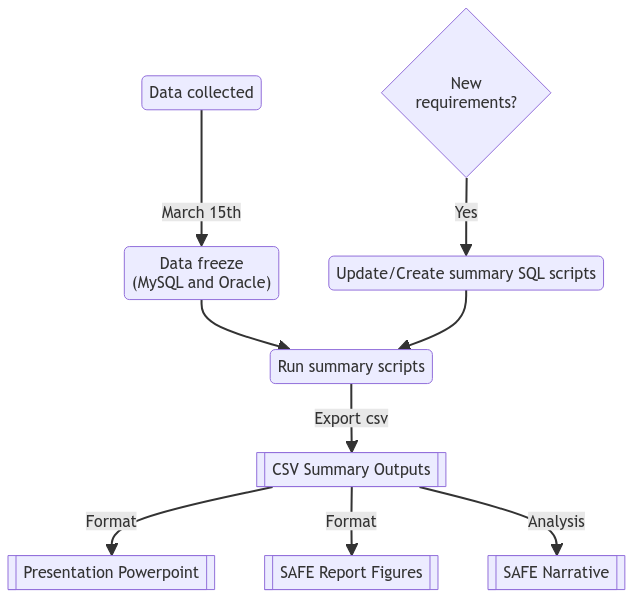 New
requirements?
Data collected
March 15th
Yes
Data freeze
(MySQL and Oracle)
Update/Create summary SQL scripts
Run summary scripts
Export csv
CSV Summary Outputs
Format
Format
Analysis
Presentation Powerpoint
SAFE Report Figures
SAFE Narrative